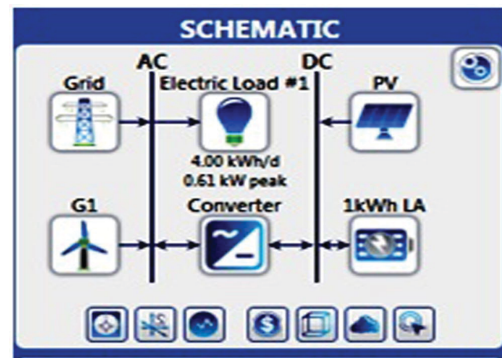 SCHEMATIC
AC DC
Grid Electric Load #1 PV
4.00 kWh/d
0.61 kW peak
G1 Converter 1kWh LA